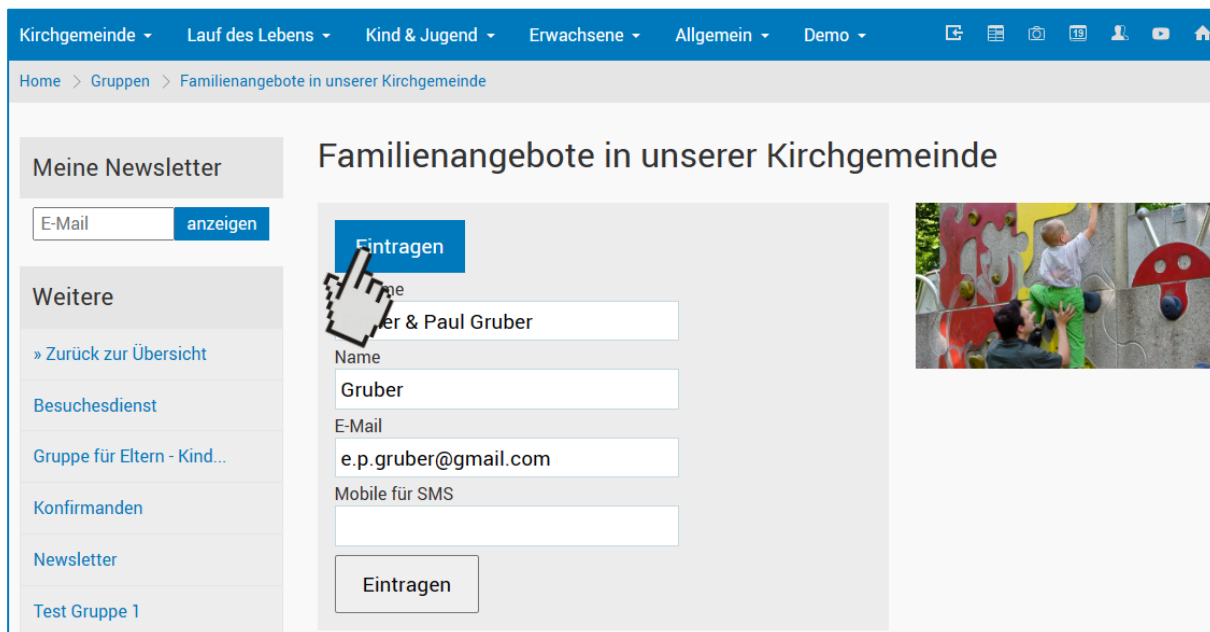 Kirchgemeinde Lauf des Lebens Kind & Jugend Erwachsene Allgemein Demo 19
Home > Gruppen > Familienangebote in unserer Kirchgemeinde
Meine Newsletter
E-Mail anzeigen
Weitere
» Zurück zur Übersicht
Besuchesdienst
Gruppe für Eltern - Kind...
Konfirmanden
Newsletter
Test Gruppe 1
Familienangebote in unserer Kirchgemeinde
Eintragen
& Paul Gruber
Name
Gruber
E-Mail
e.p.gruber@gmail.com
Mobile für SMS
Eintragen